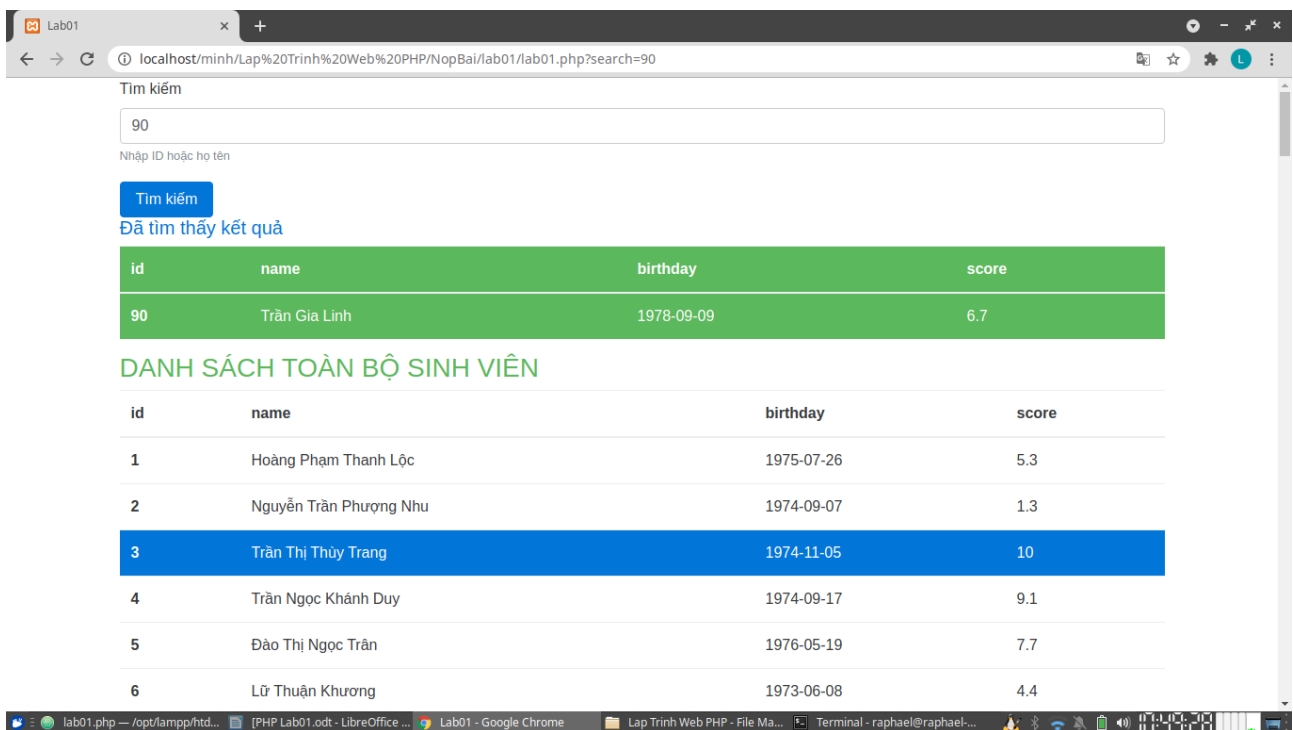 Lab01
localhost/minh/Lap%20Trinh%20Web%20PHP/NopBai/lab01/lab01.php?search=90
L
Tìm kiếm
90
Nhập ID hoặc họ tên
Tìm kiếm
Đã tìm thấy kết quả
id name birthday score
90 Trần Gia Linh 1978-09-09 6.7
DANH SÁCH TOÀN BỘ SINH VIÊN
id name birthday score
1 Hoàng Phạm Thanh Lộc 1975-07-26 5.3
2 Nguyễn Trần Phượng Nhu 1974-09-07 1.3
3 Trần Thị Thùy Trang 1974-11-05 10
4 Trần Ngọc Khánh Duy 1974-09-17 9.1
5 Đào Thị Ngọc Trân 1976-05-19 7.7
6 Lữ Thuận Khương 1973-06-08 4.4
lab01.php — /opt/lampp/htd... [PHP Lab01.odt - LibreOffice ... Lab01 - Google Chrome Lap Trinh Web PHP - File Ma... Terminal - raphael@raphael-...